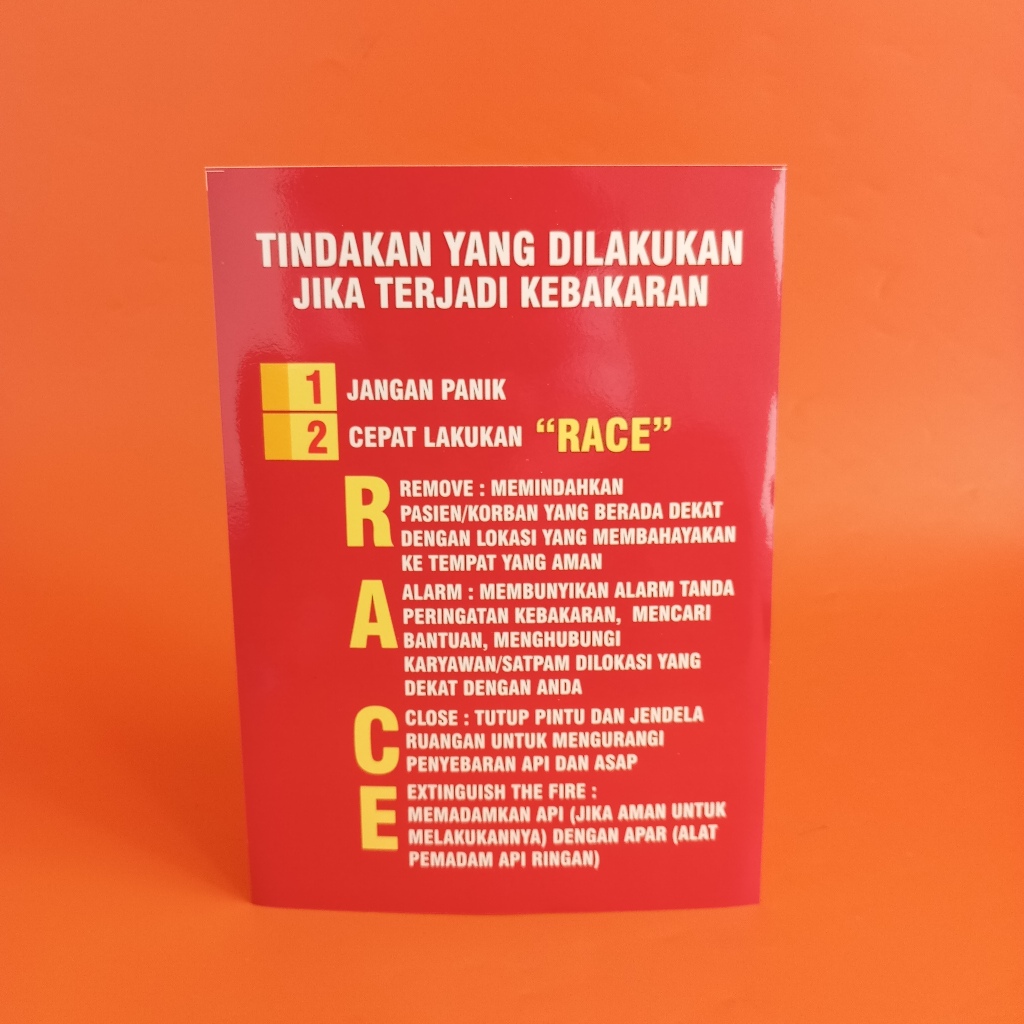 TINDAKAN YANG DILAKUKAN
JIKA TERJADI KEBAKARAN
1 JANGAN PANIK
2 CEPAT LAKUKAN “RACE”
R REMOVE : MEMINDAHKAN
PASIEN/KORBAN YANG BERADA DEKAT
DENGAN LOKASI YANG MEMBAHAYAKAN
KE TEMPAT YANG AMAN
A ALARM : MEMBUNYIKAN ALARM TANDA
PERINGATAN KEBAKARAN, MENCARI
BANTUAN, MENGHUBUNGI
KARYAWAN/SATPAM DILOKASI YANG
DEKAT DENGAN ANDA
C CLOSE : TUTUP PINTU DAN JENDELA
RUANGAN UNTUK MENGURANGI
PENYEBARAN API DAN ASAP
E EXTINGUISH THE FIRE :
MEMADAMKAN API (JIKA AMAN UNTUK
MELAKUKANNYA) DENGAN APAR (ALAT
PEMADAM API RINGAN)